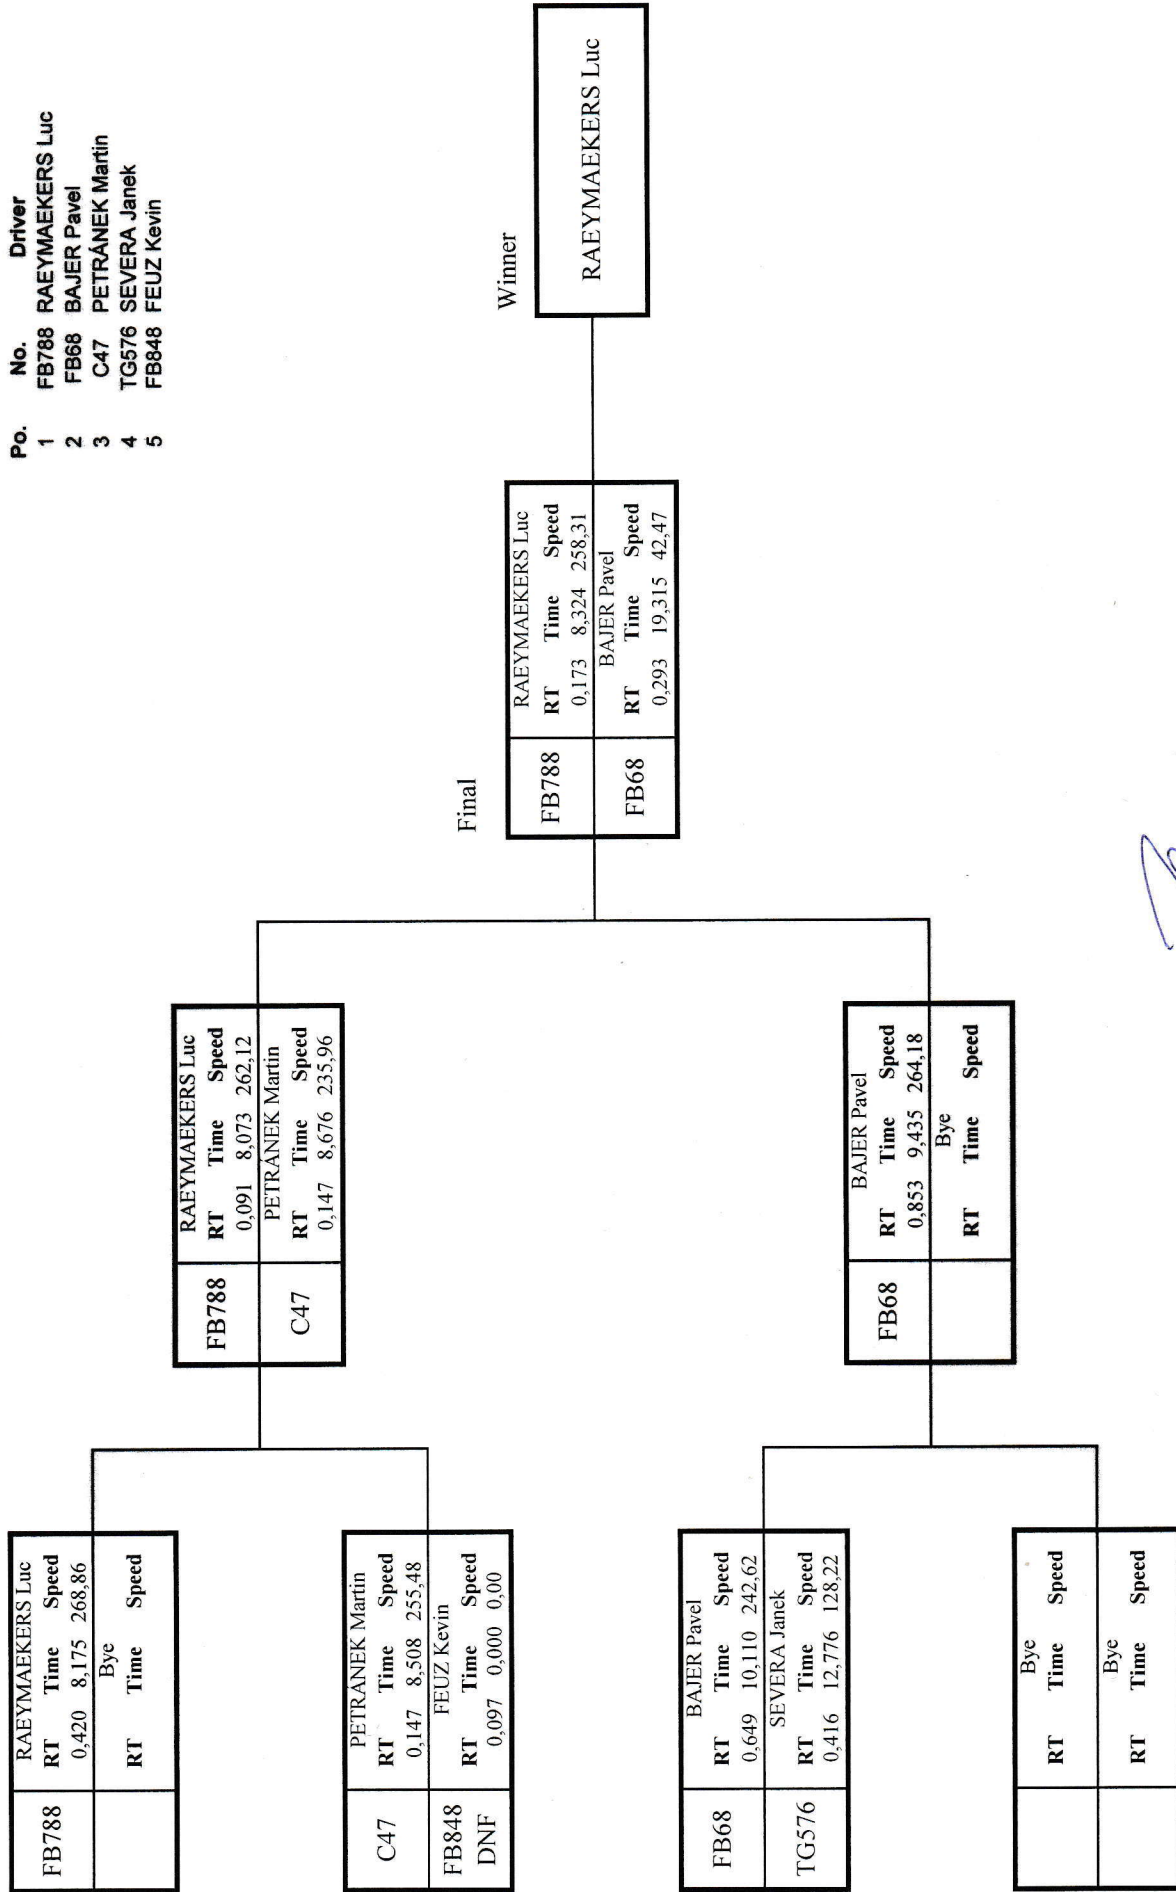 Po. No. Driver
1 FB788 RAEYMAEKERS Luc
2 FB68 BAJER Pavel
3 C47 PETRÁNEK Martin
4 TG576 SEVERA Janek
5 FB848 FEUZ Kevin
FB788
RAEYMAEKERS Luc
RT Time Speed
0,420 8,175 268,86
Bye
RT Time Speed
C47
PETRÁNEK Martin
RT Time Speed
0,147 8,508 255,48
FB848
DNF
FEUZ Kevin
RT Time Speed
0,097 0,000 0,00
FB68
BAJER Pavel
RT Time Speed
0,649 10,110 242,62
TG576
SEVERA Janek
RT Time Speed
0,416 12,776 128,22
Bye
RT Time Speed
Bye
RT Time Speed
FB788
RAEYMAEKERS Luc
RT Time Speed
0,091 8,073 262,12
C47
PETRÁNEK Martin
RT Time Speed
0,147 8,676 235,96
FB68
BAJER Pavel
RT Time Speed
0,853 9,435 264,18
Bye
RT Time Speed
Final
FB788
RAEYMAEKERS Luc
RT Time Speed
0,173 8,324 258,31
FB68
BAJER Pavel
RT Time Speed
0,293 19,315 42,47
Winner
RAEYMAEKERS Luc